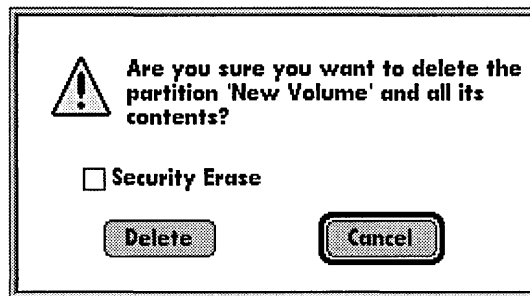 Are you sure you want to delete the
partition 'New Volume' and all its
contents?
Security Erase
Delete
Cancel